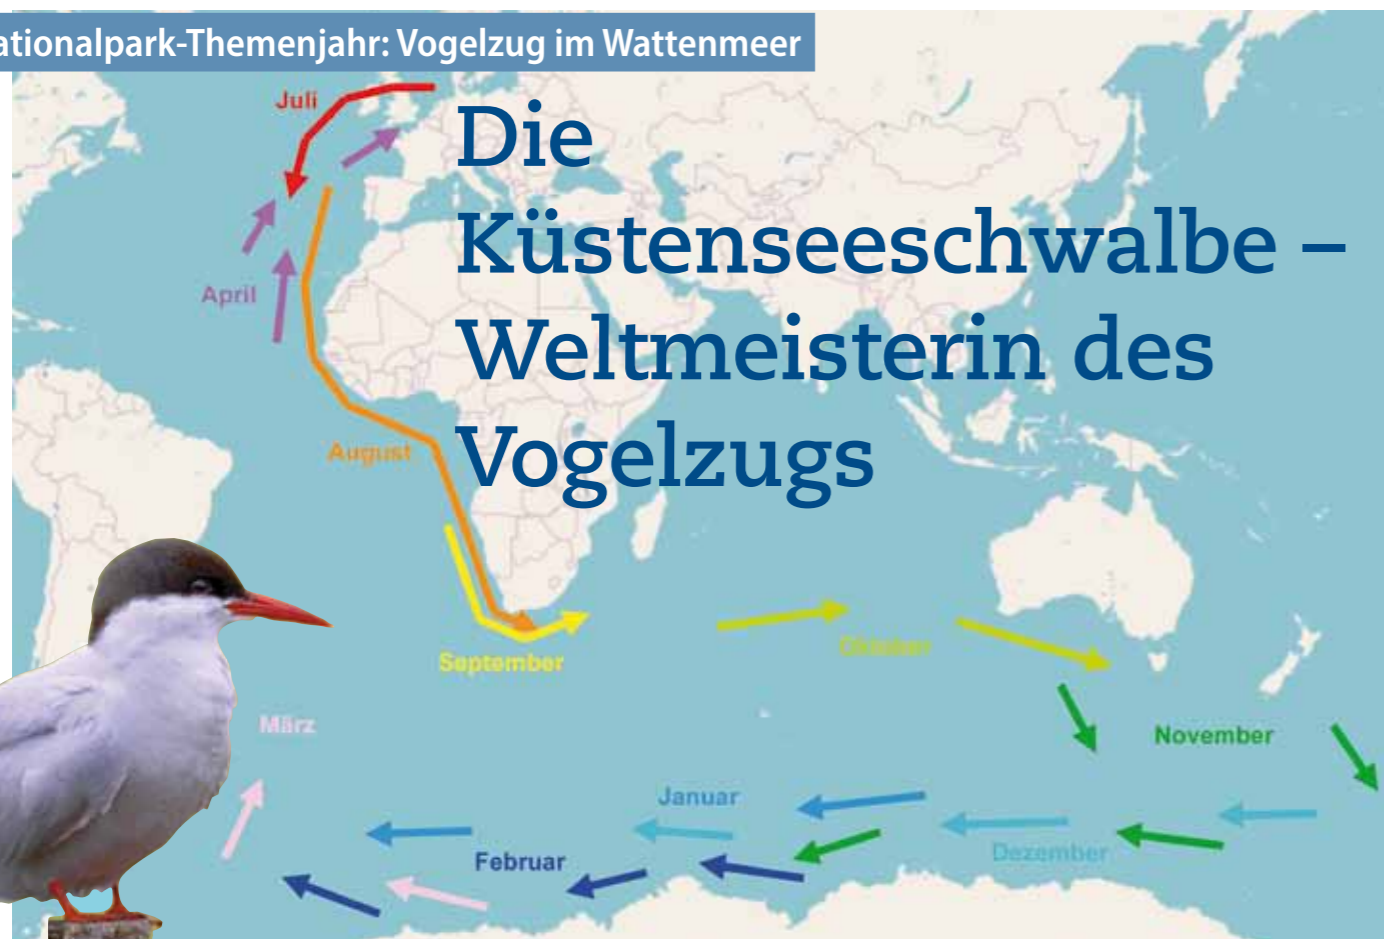 ationalpark-Themenjahr: Vogelzug im Wattenmeer
Juli
Die
Küstenseeschwalbe –
Weltmeisterin des
Vogelzugs
April
August
September
Oktober
März
November
Januar
Februar
Dezember